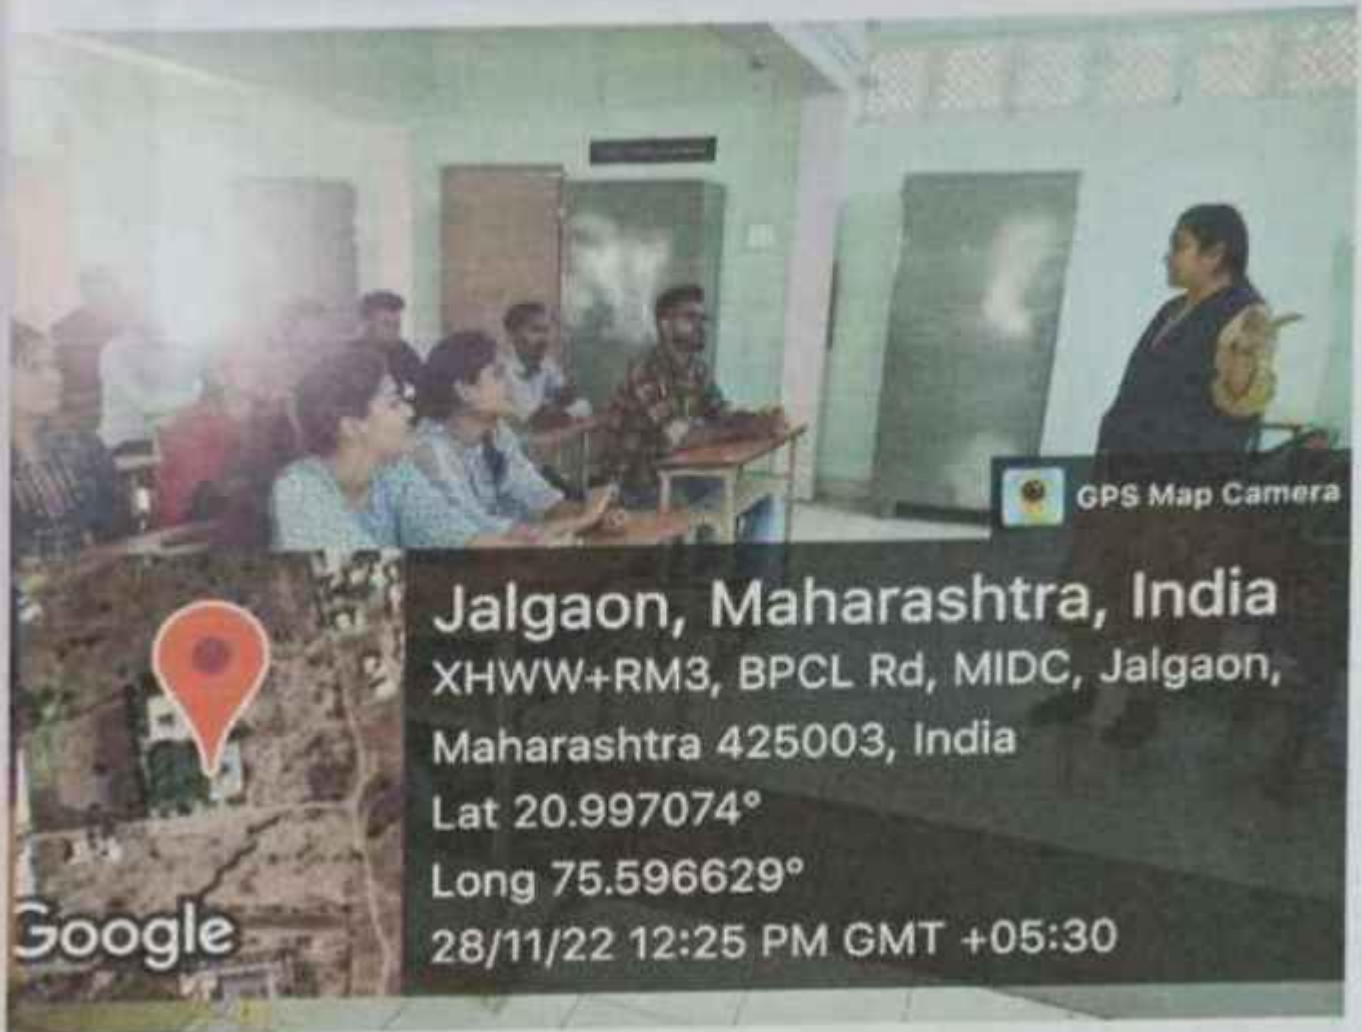 GPS Map Camera
Jalgaon, Maharashtra, India
XHWW+RM3, BPCL Rd, MIDC, Jalgaon,
Maharashtra 425003, India
Lat 20.997074°
Long 75.596629°
28/11/22 12:25 PM GMT +05:30
Google